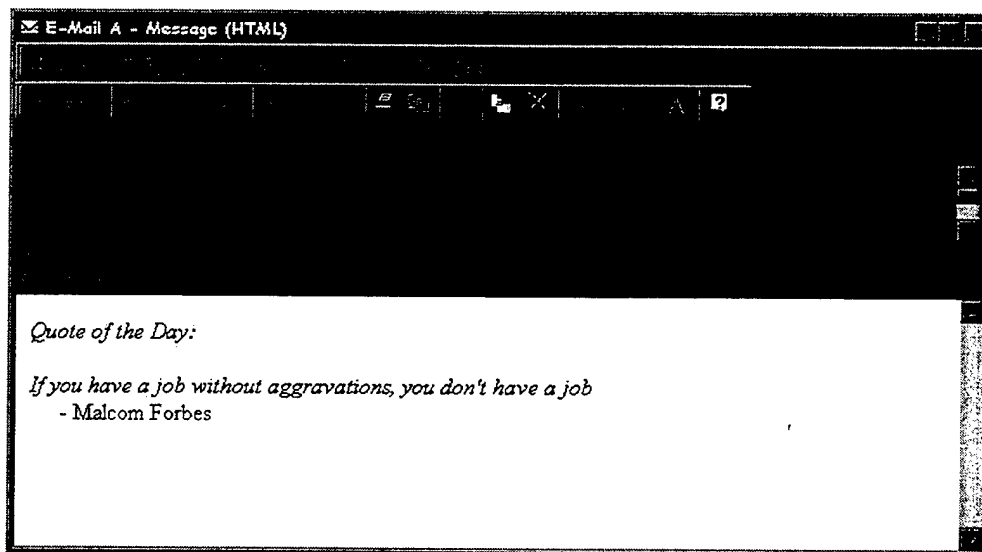 E-Mail A - Message (HTML)
Quote of the Day:
If you have a job without aggravations, you don't have a job
- Malcom Forbes